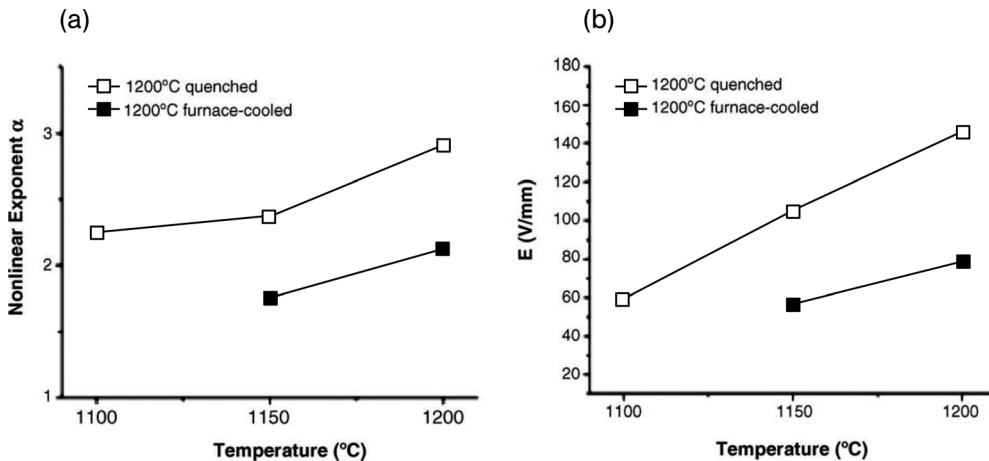 (a)
1200ºC quenched
1200ºC furnace-cooled
3
2
1
Nonlinear Exponent α
1100
1150
1200
Temperature (ºC)
(b)
180
160
140
120
100
80
60
40
20
1200ºC quenched
1200ºC furnace-cooled
E (V/mm)
1100
1150
1200
Temperature (ºC)